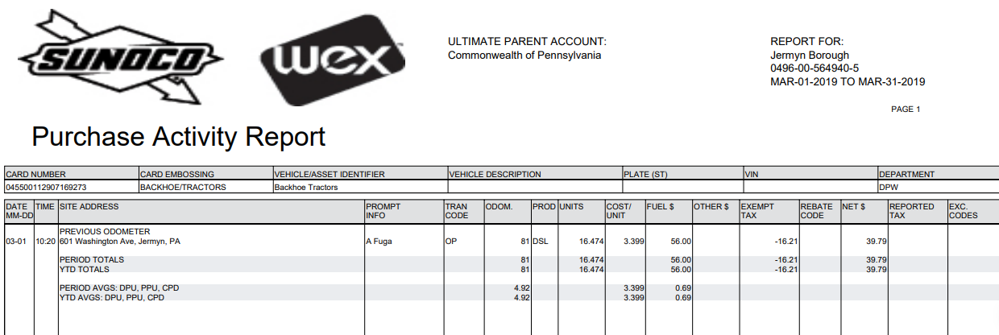 SUNOCO
wex
ULTIMATE PARENT ACCOUNT:
Commonwealth of Pennsylvania
REPORT FOR:
Jermyn Borough
0496-00-564940-5
MAR-01-2019 TO MAR-31-2019
PAGE 1
Purchase Activity Report
CARD NUMBER CARD EMBOSSING VEHICLE/ASSET IDENTIFIER VEHICLE DESCRIPTION PLATE (ST) VIN DEPARTMENT
045500112907169273 BACKHOE/TRACTORS Backhoe Tractors DPW
DATE TIME SITE ADDRESS PROMPT TRAN ODOM. PROD UNITS COST/ FUEL $ OTHER $ EXEMPT REBATE NET $ REPORTED EXC.
MM-DD INFO CODE UNIT TAX CODE TAX CODES
PREVIOUS ODOMETER
03-01 10:20 601 Washington Ave, Jermyn, PA A Fuga OP 81 DSL 16.474 3.399 56.00 -16.21 39.79
PERIOD TOTALS 81 16.474 56.00 -16.21 39.79
YTD TOTALS 81 16.474 56.00 -16.21 39.79
PERIOD AVGS: DPU, PPU, CPD 4.92 3.399 0.69
YTD AVGS: DPU, PPU, CPD 4.92 3.399 0.69